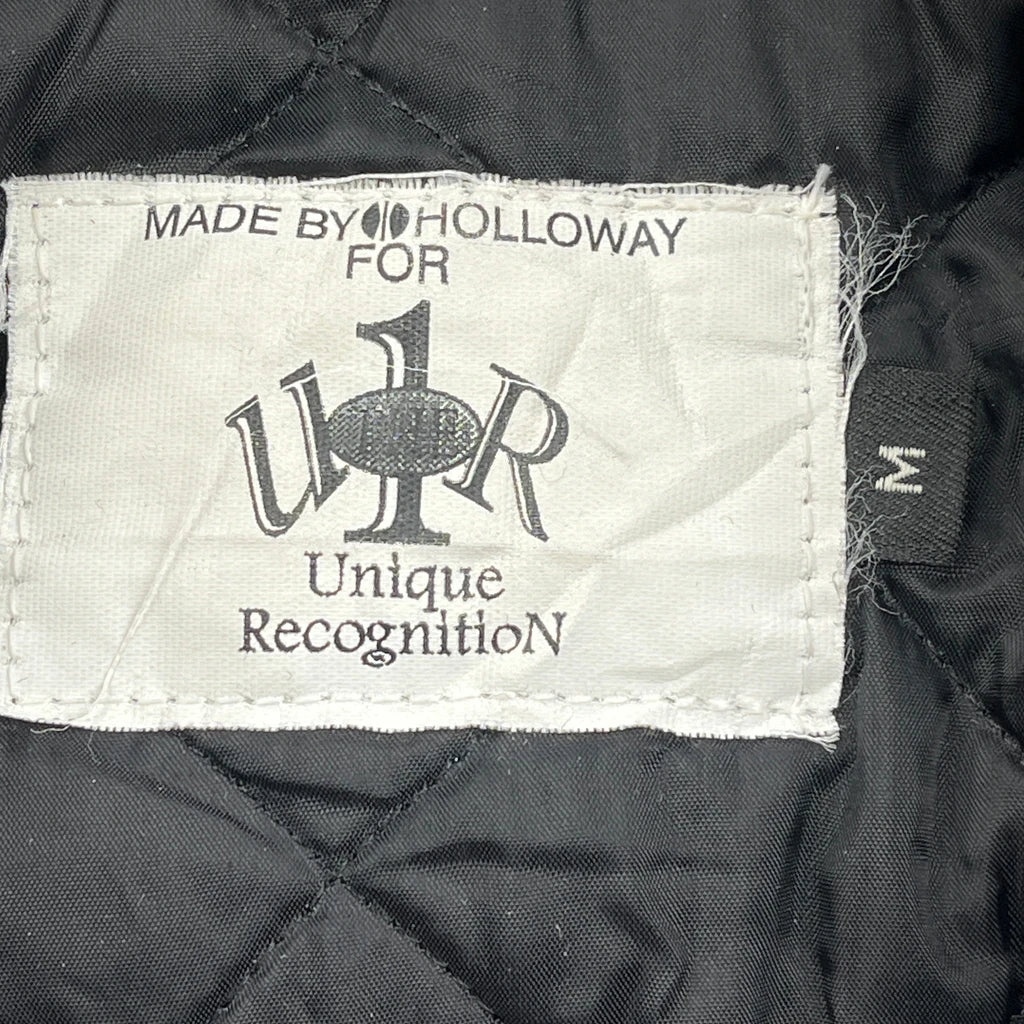 MADE BY HOLLOWAY
FOR
U1R
Unique
RecognitioN
M